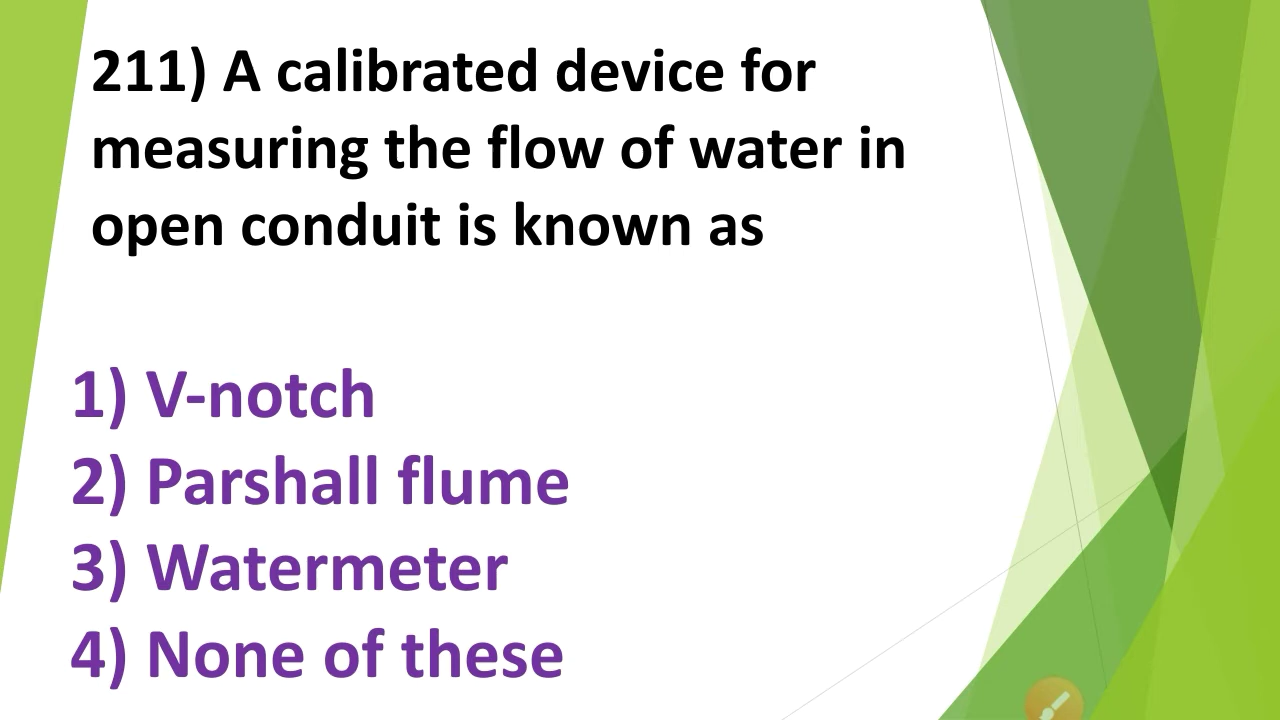 211) A calibrated device for
measuring the flow of water in
open conduit is known as
1) V-notch
2) Parshall flume
3) Watermeter
4) None of these